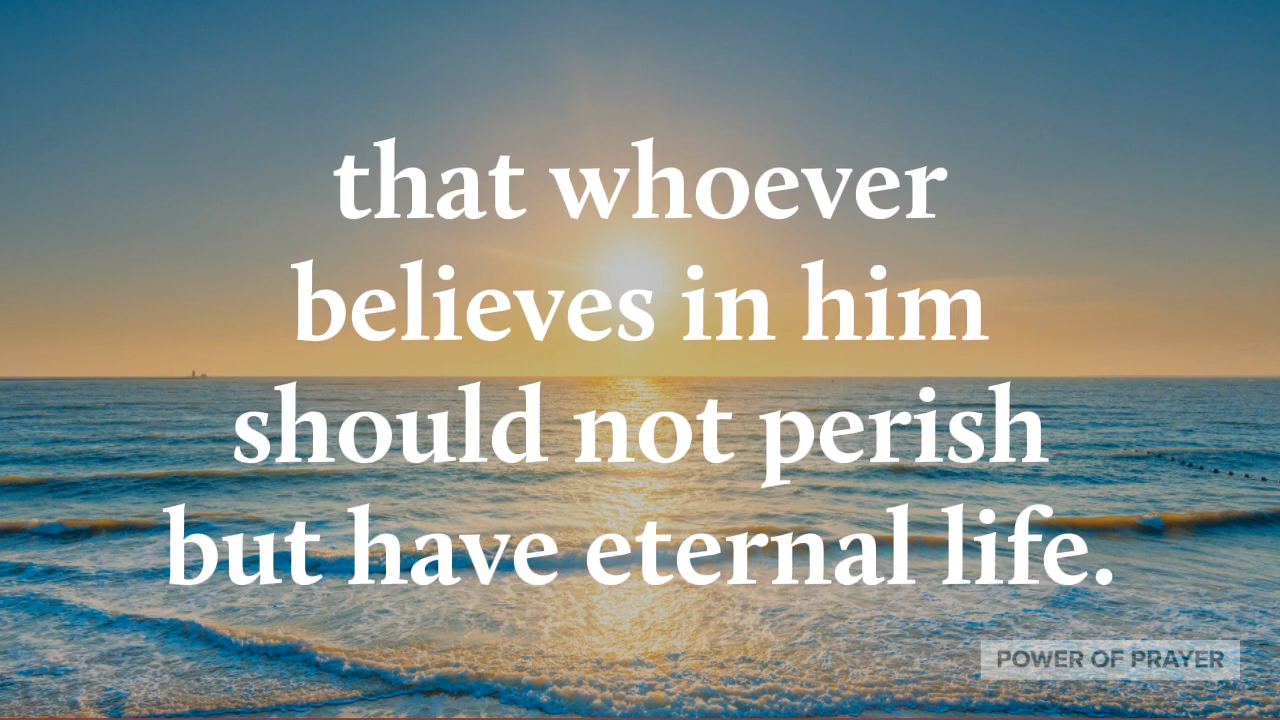 that whoever
believes in him
should not perish
but have eternal life.
POWER OF PRAYER